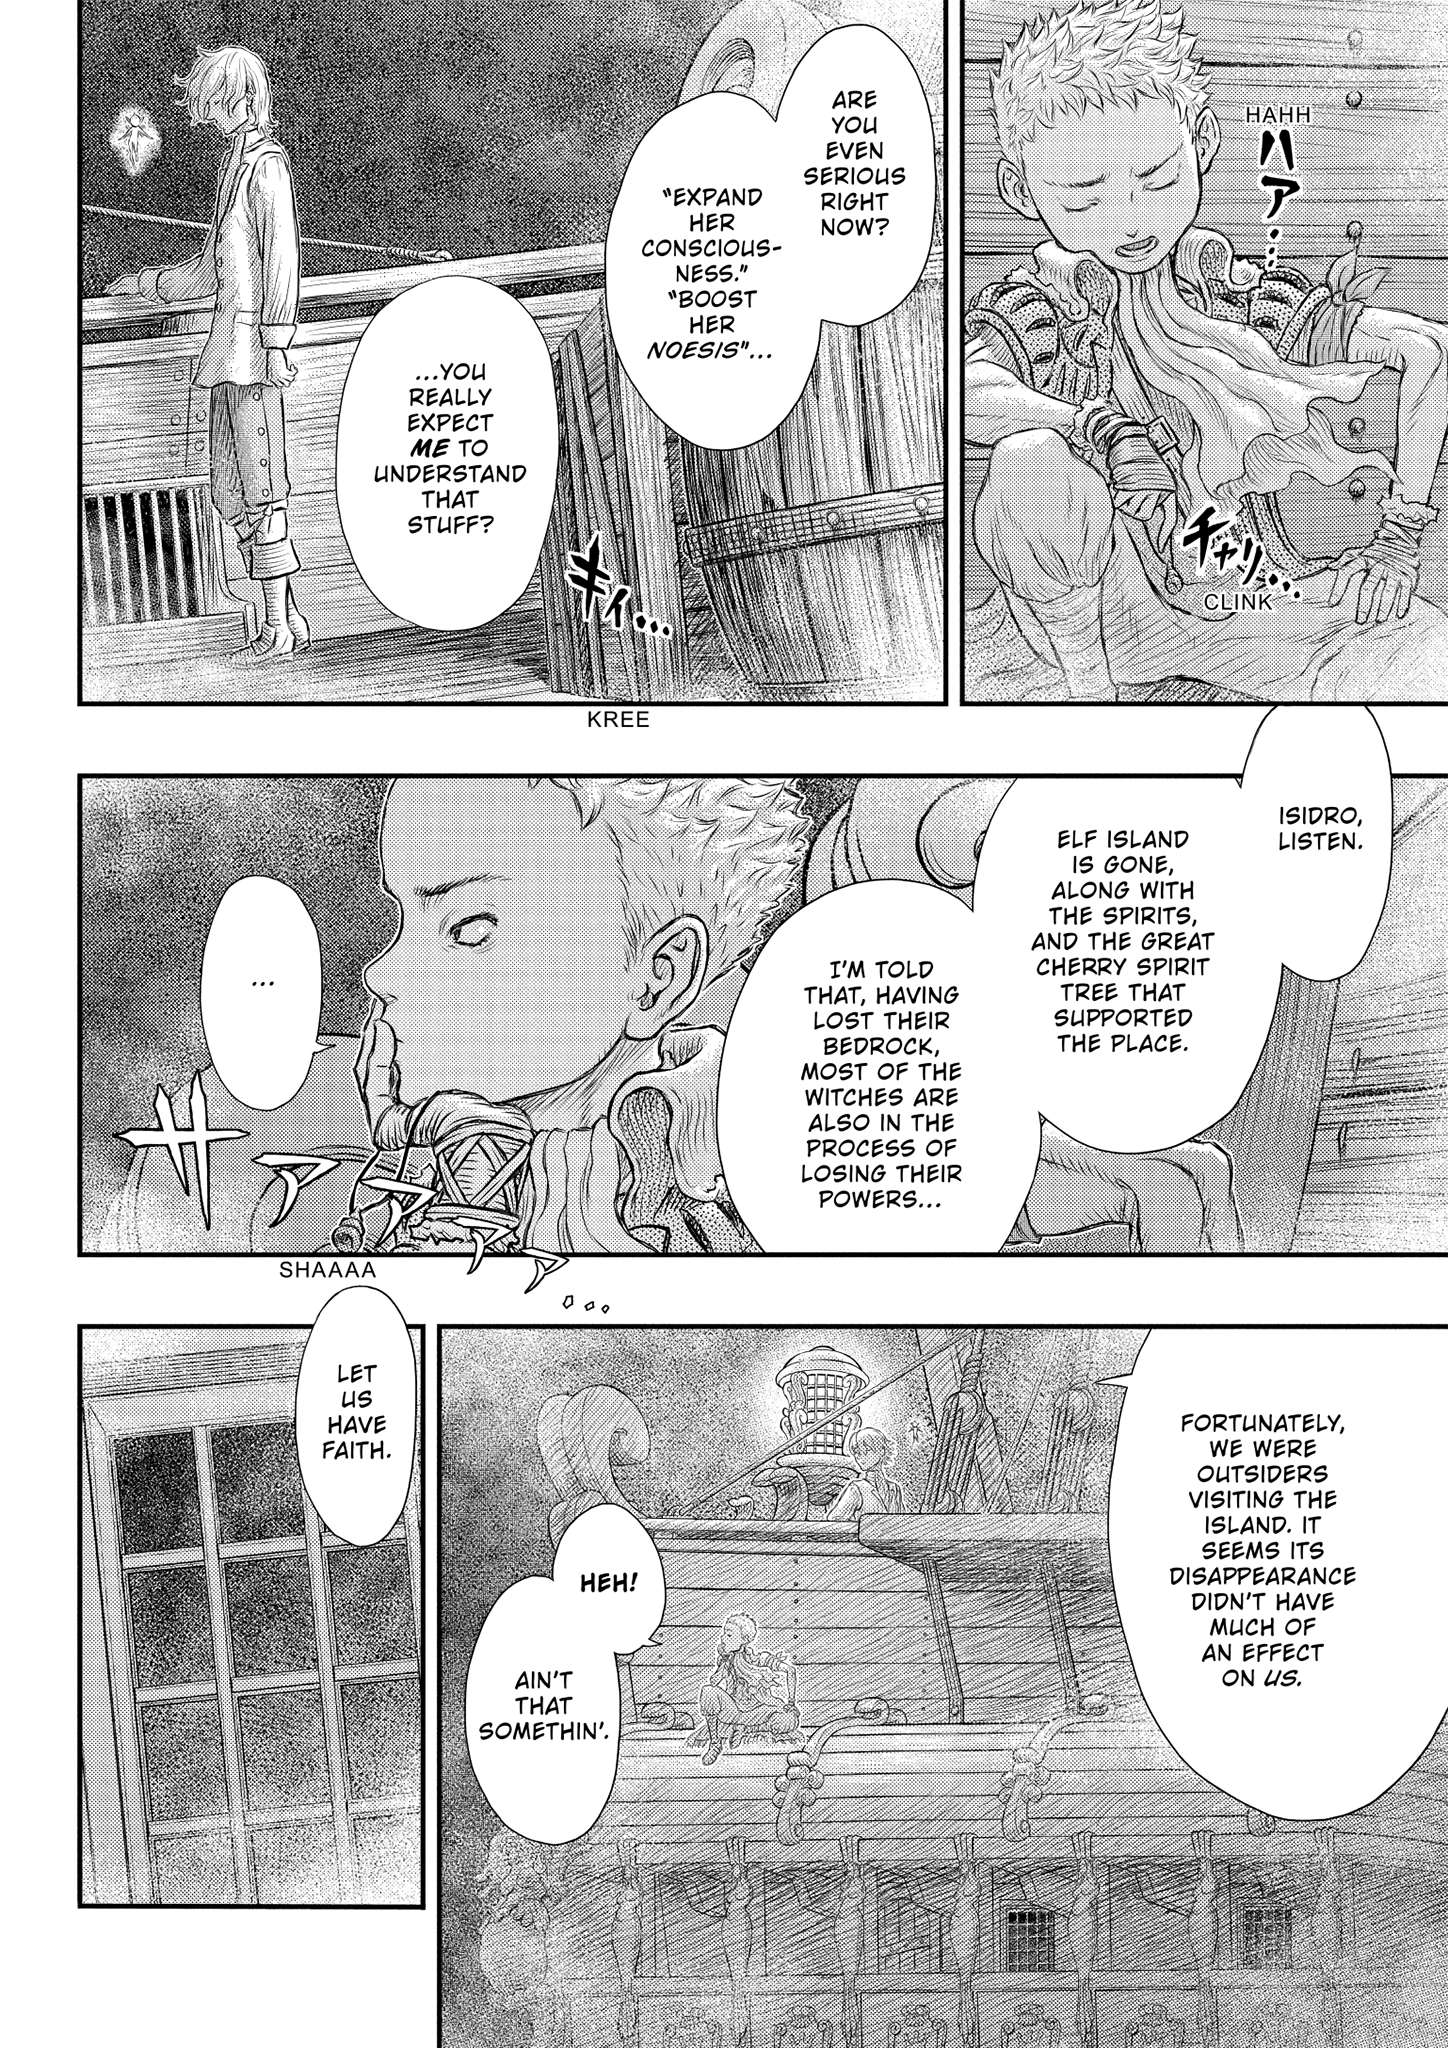 HAHH
ハァ…
チャリ…
CLINK
ARE
YOU
EVEN
SERIOUS
RIGHT
NOW?
"EXPAND
HER
CONSCIOUS-
NESS."
"BOOST
HER
NOESIS"...
...YOU
REALLY
EXPECT
ME TO
UNDERSTAND
THAT
STUFF?
キィ…
KREE
ISIDRO,
LISTEN.
ELF ISLAND
IS GONE,
ALONG WITH
THE SPIRITS,
AND THE GREAT
CHERRY SPIRIT
TREE THAT
SUPPORTED
THE PLACE.
I'M TOLD
THAT, HAVING
LOST THEIR
BEDROCK,
MOST OF THE
WITCHES ARE
ALSO IN THE
PROCESS OF
LOSING THEIR
POWERS...
...
ザァァァァ…
SHAAAA
FORTUNATELY,
WE WERE
OUTSIDERS
VISITING THE
ISLAND. IT
SEEMS ITS
DISAPPEARANCE
DIDN'T HAVE
MUCH OF
AN EFFECT
ON US.
HEH!
AIN'T
THAT
SOMETHIN'.
LET
US
HAVE
FAITH.